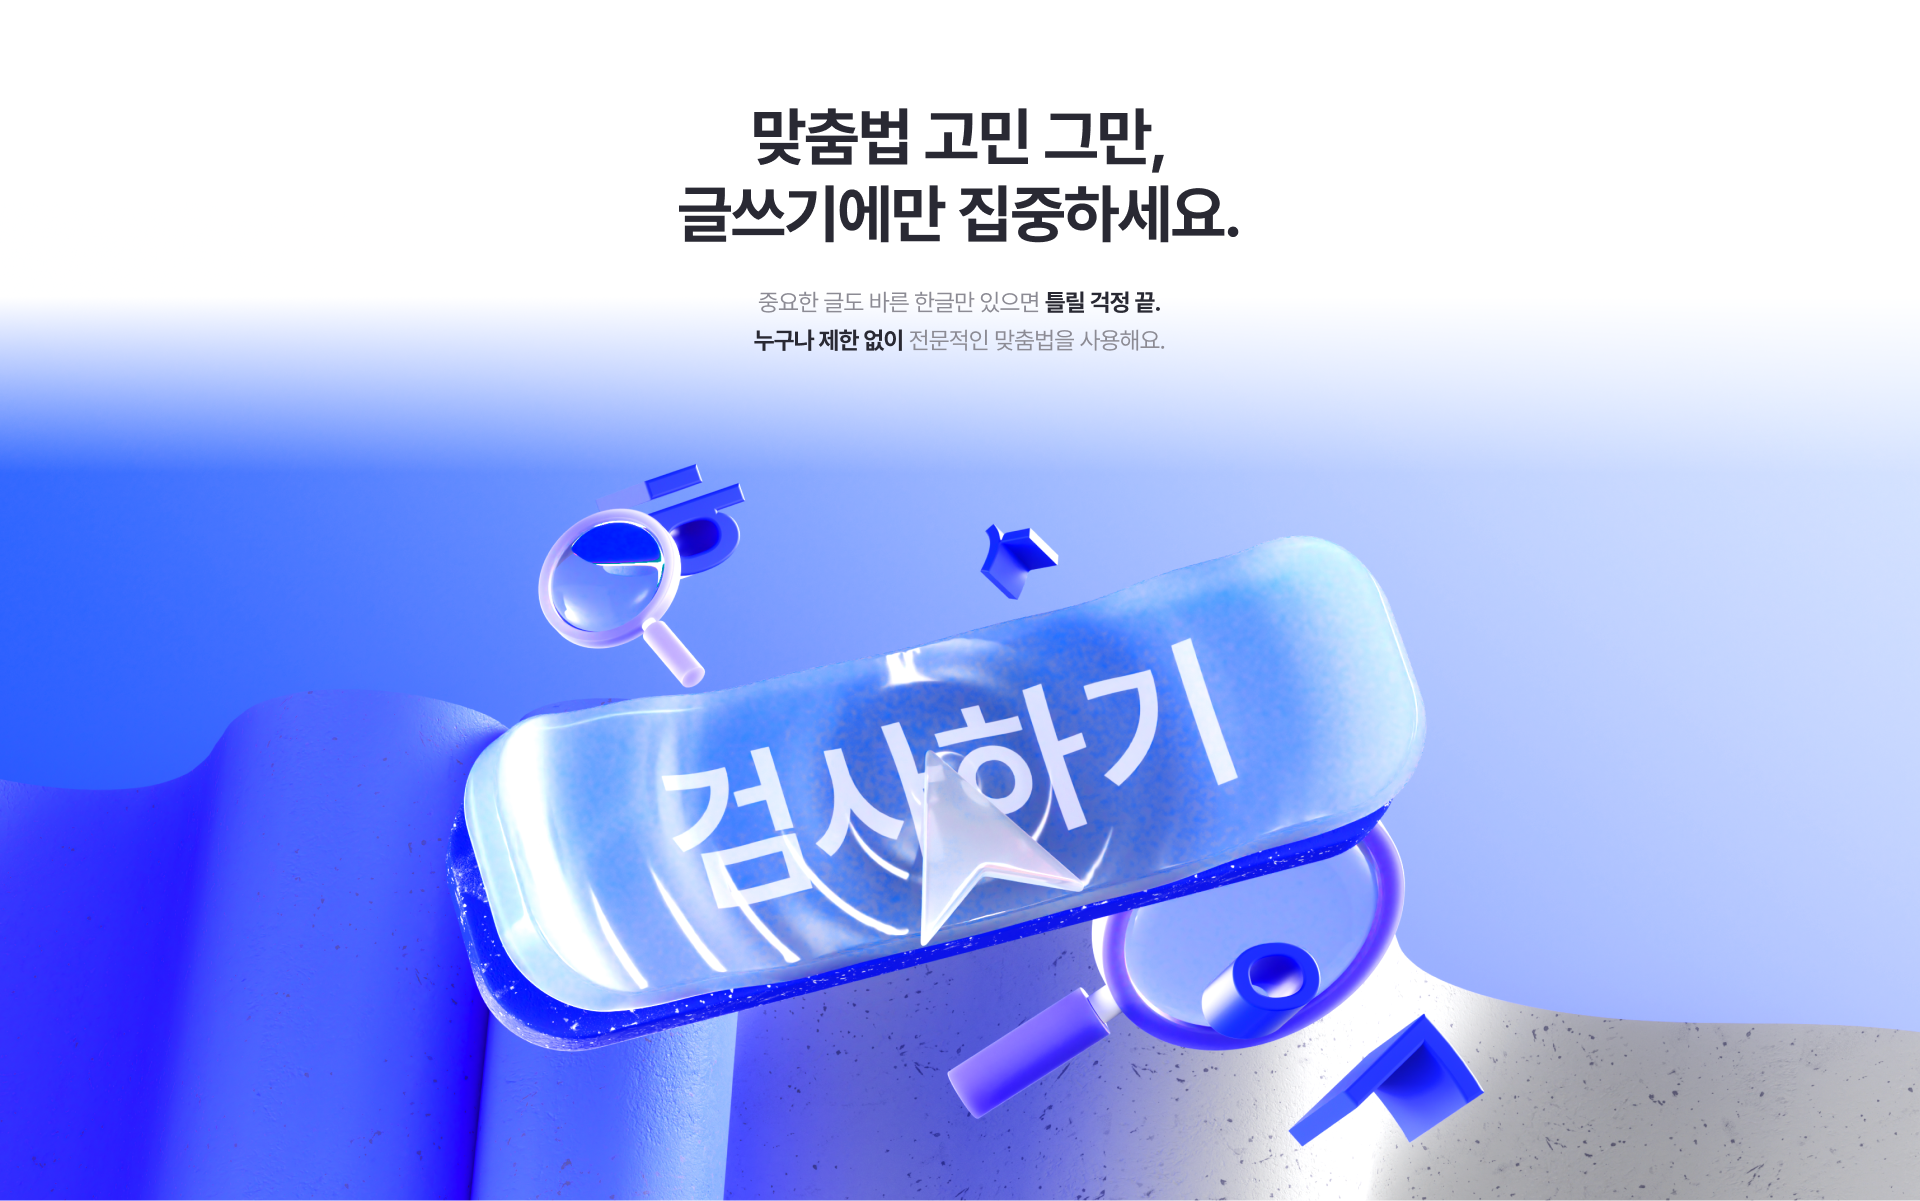 맞춤법 고민 그만,
글쓰기에만 집중하세요.
중요한 글도 바른 한글만 있으면 틀릴 걱정 끝.
누구나 제한 없이 전문적인 맞춤법을 사용해요.
검사하기